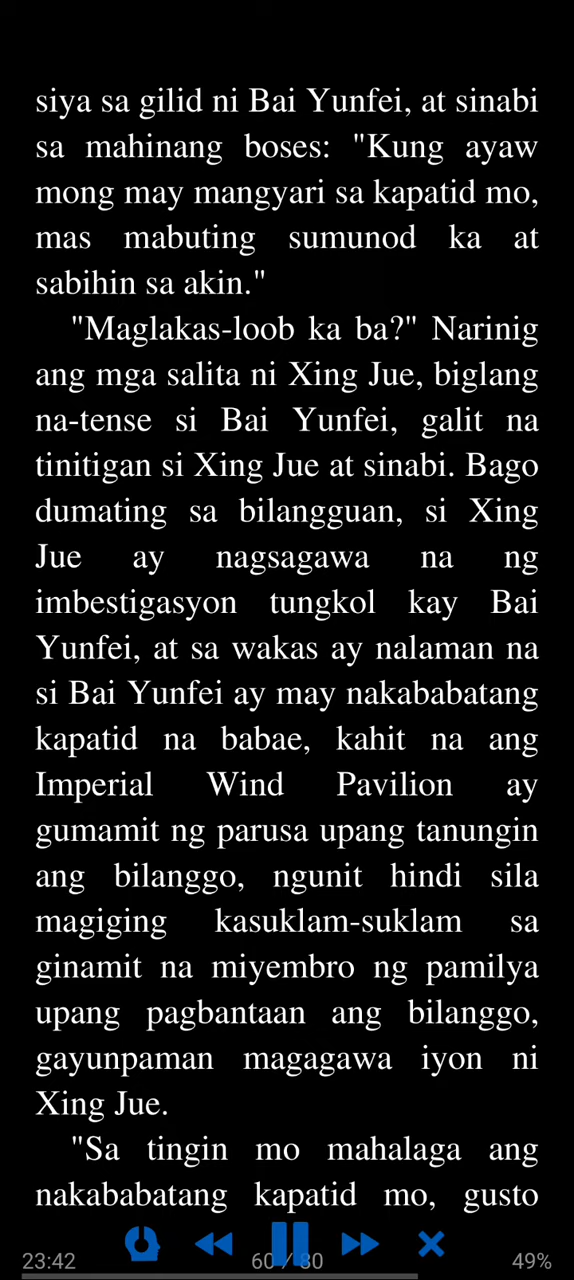 siya sa gilid ni Bai Yunfei, at sinabi
sa mahinang boses: "Kung ayaw
mong may mangyari sa kapatid mo,
mas mabuting sumunod ka at
sabihin sa akin."
"Maglakas-loob ka ba?" Narinig
ang mga salita ni Xing Jue, biglang
na-tense si Bai Yunfei, galit na
tinitigan si Xing Jue at sinabi. Bago
dumating sa bilangguan, si Xing
Jue ay nagsagawa na ng
imbestigasyon tungkol kay Bai
Yunfei, at sa wakas ay nalaman na
si Bai Yunfei ay may nakababatang
kapatid na babae, kahit na ang
Imperial Wind Pavilion ay
gumamit ng parusa upang tanungin
ang bilanggo, ngunit hindi sila
magiging kasuklam-suklam sa
ginamit na miyembro ng pamilya
upang pagbantaan ang bilanggo,
gayunpaman magagawa iyon ni
Xing Jue.
"Sa tingin mo mahalaga ang
nakababatang kapatid mo, gusto
23:42 60 / 80 49%